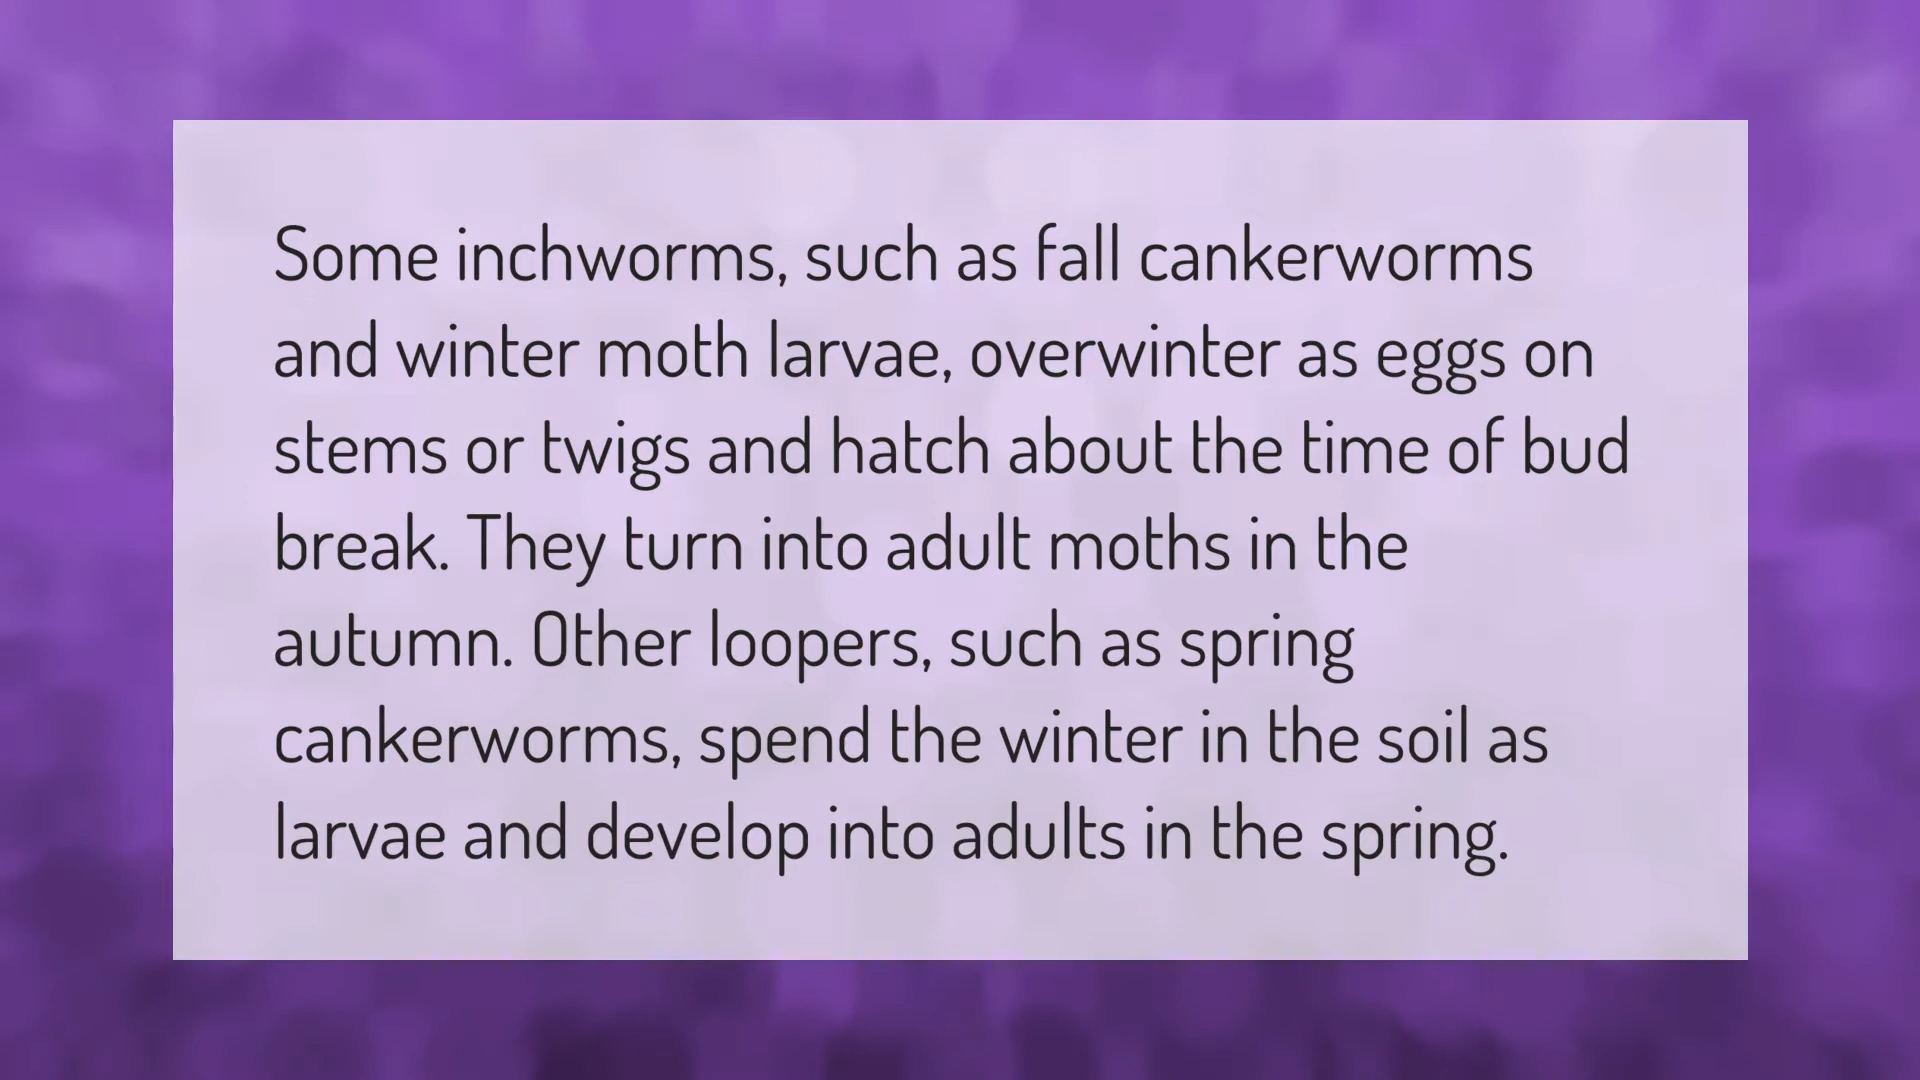 Some inchworms, such as fall cankerworms
and winter moth larvae, overwinter as eggs on
stems or twigs and hatch about the time of bud
break. They turn into adult moths in the
autumn. Other loopers, such as spring
cankerworms, spend the winter in the soil as
larvae and develop into adults in the spring.